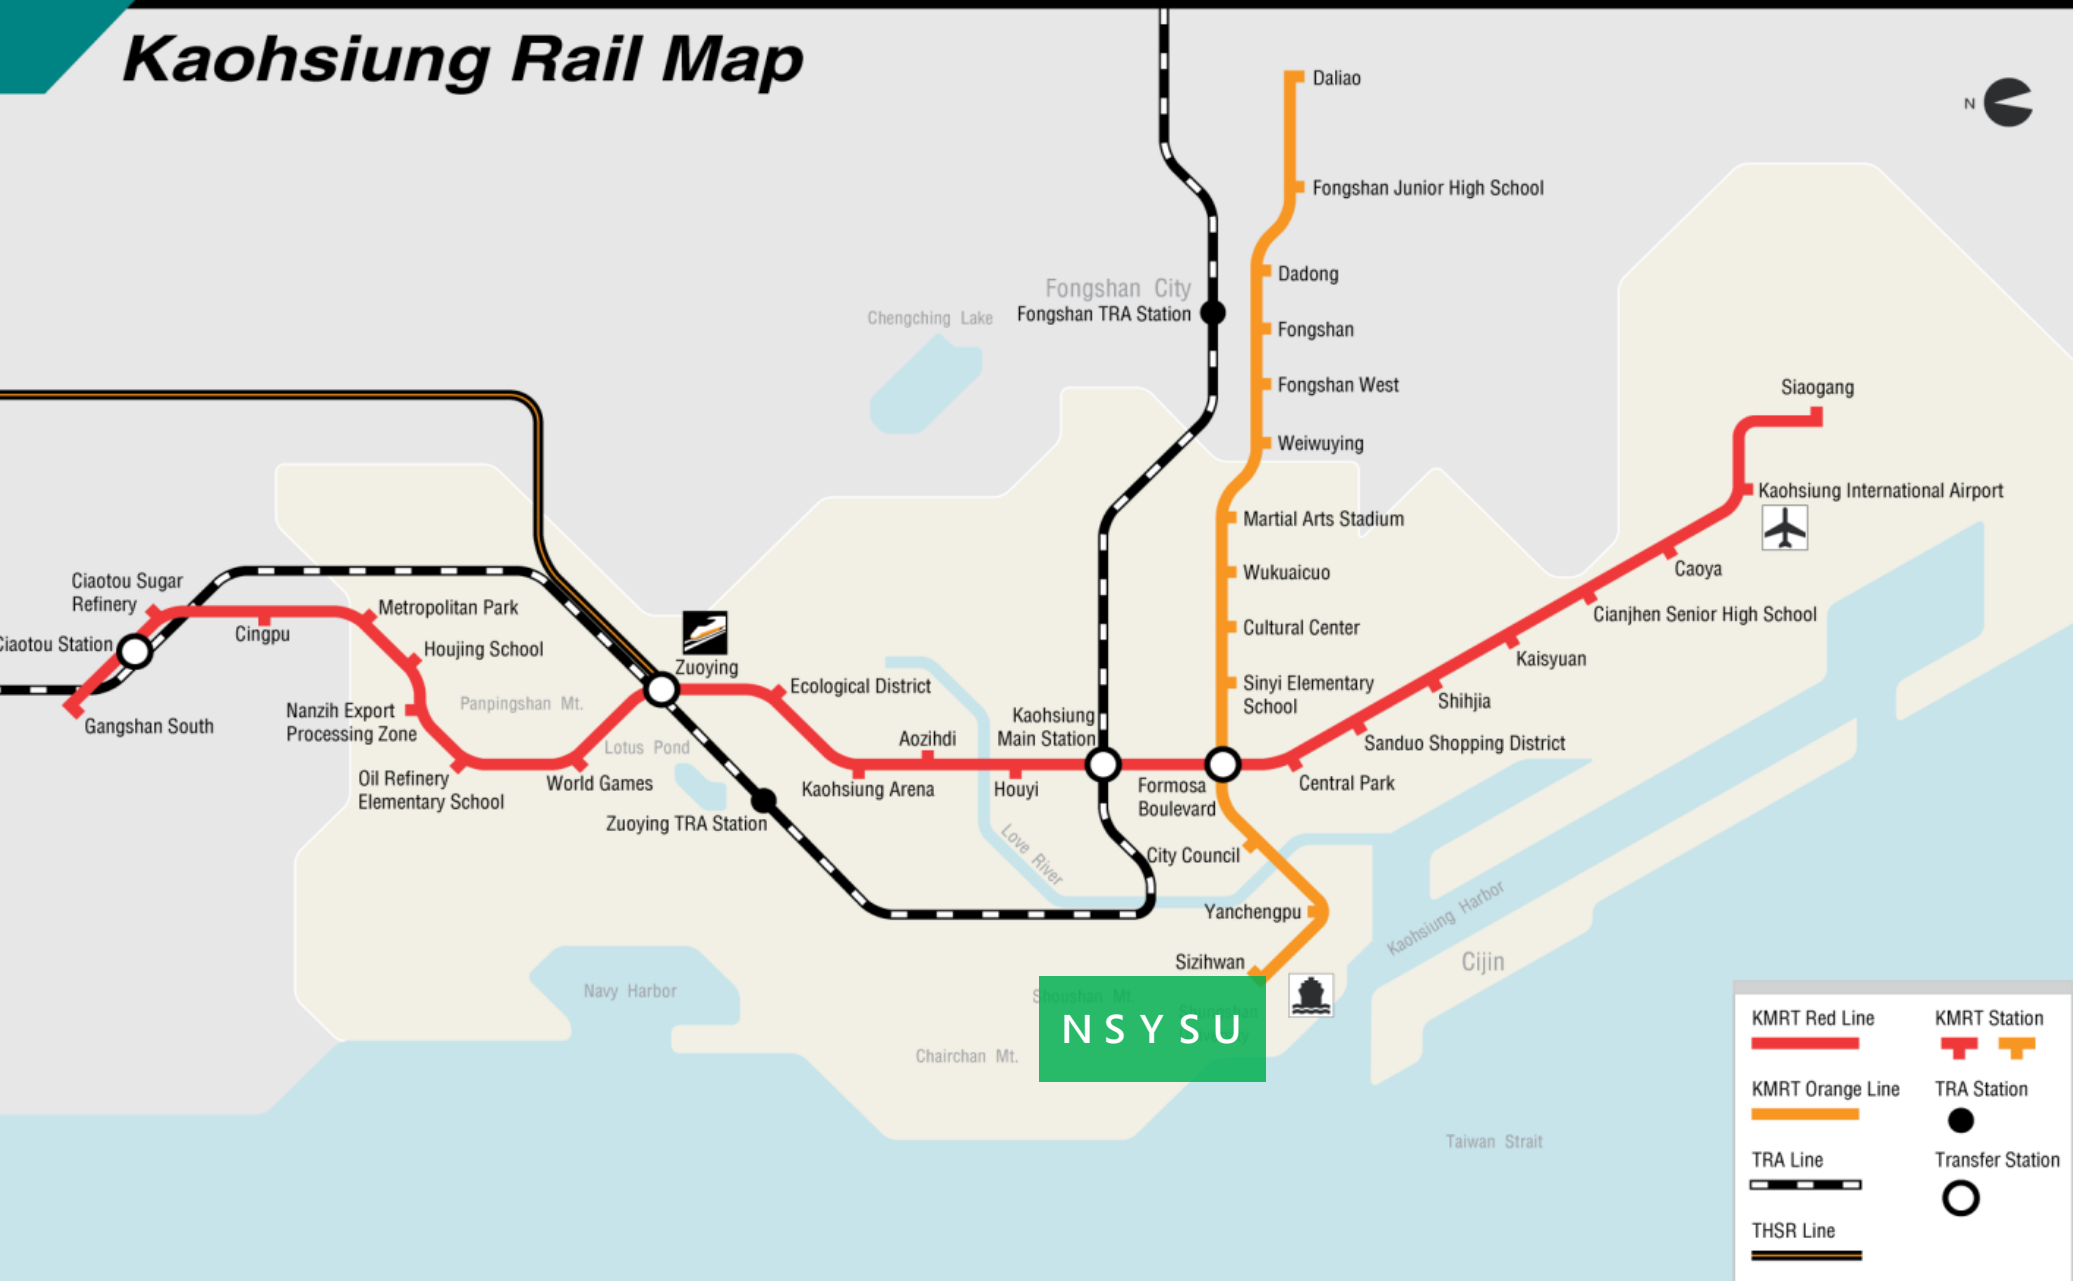 Kaohsiung Rail Map
N
Daliao
Fongshan Junior High School
Dadong
Fongshan City
Fongshan TRA Station
Chengching Lake
Fongshan
Fongshan West
Siaogang
Weiwuying
Kaohsiung International Airport
Martial Arts Stadium
Caoya
Wukuaicuo
Ciaotou Sugar
Refinery
Metropolitan Park
Cianjhen Senior High School
Cingpu
Cultural Center
Ciaotou Station
Houjing School
Kaisyuan
Zuoying
Ecological District
Sinyi Elementary
School
Shihjia
Panpingshan Mt.
Nanzih Export
Processing Zone
Gangshan South
Kaohsiung
Main Station
Aozihdi
Lotus Pond
Sanduo Shopping District
Oil Refinery
Elementary School
World Games
Kaohsiung Arena
Houyi
Formosa
Boulevard
Central Park
Zuoying TRA Station
Love River
City Council
Yanchengpu
Kaohsiung Harbor
Sizihwan
Cijin
Navy Harbor
Shoushan Mt.
NSYSU
Chairchan Mt.
Taiwan Strait
KMRT Red Line
KMRT Station
KMRT Orange Line
TRA Station
TRA Line
Transfer Station
THSR Line